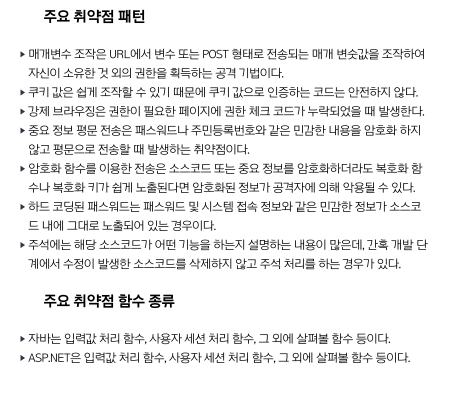 주요 취약점 패턴
▶ 매개변수 조작은 URL에서 변수 또는 POST 형태로 전송되는 매개 변숫값을 조작하여
자신이 소유한 것 외의 권한을 획득하는 공격 기법이다.
▶ 쿠키 값은 쉽게 조작할 수 있기 때문에 쿠키 값으로 인증하는 코드는 안전하지 않다.
▶ 강제 브라우징은 권한이 필요한 페이지에 권한 체크 코드가 누락되었을 때 발생한다.
▶ 중요 정보 평문 전송은 패스워드나 주민등록번호와 같은 민감한 내용을 암호화 하지
않고 평문으로 전송할 때 발생하는 취약점이다.
▶ 암호화 함수를 이용한 전송은 소스코드 또는 중요 정보를 암호화하더라도 복호화 함
수나 복호화 키가 쉽게 노출된다면 암호화된 정보가 공격자에 의해 악용될 수 있다.
▶ 하드 코딩된 패스워드는 패스워드 및 시스템 접속 정보와 같은 민감한 정보가 소스코
드 내에 그대로 노출되어 있는 경우이다.
▶ 주석에는 해당 소스코드가 어떤 기능을 하는지 설명하는 내용이 많은데, 간혹 개발 단
계에서 수정이 발생한 소스코드를 삭제하지 않고 주석 처리를 하는 경우가 있다.
주요 취약점 함수 종류
▶ 자바는 입력값 처리 함수, 사용자 세션 처리 함수, 그 외에 살펴볼 함수 등이다.
▶ ASP.NET은 입력값 처리 함수, 사용자 세션 처리 함수, 그 외에 살펴볼 함수 등이다.